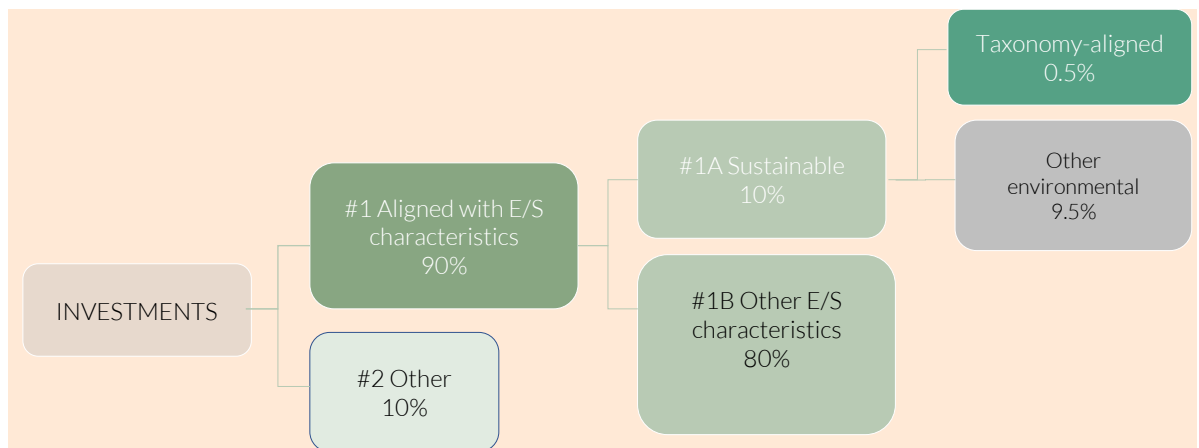 INVESTMENTS
#1 Aligned with E/S
characteristics
90%
#2 Other
10%
#1A Sustainable
10%
#1B Other E/S
characteristics
80%
Taxonomy-aligned
0.5%
Other
environmental
9.5%